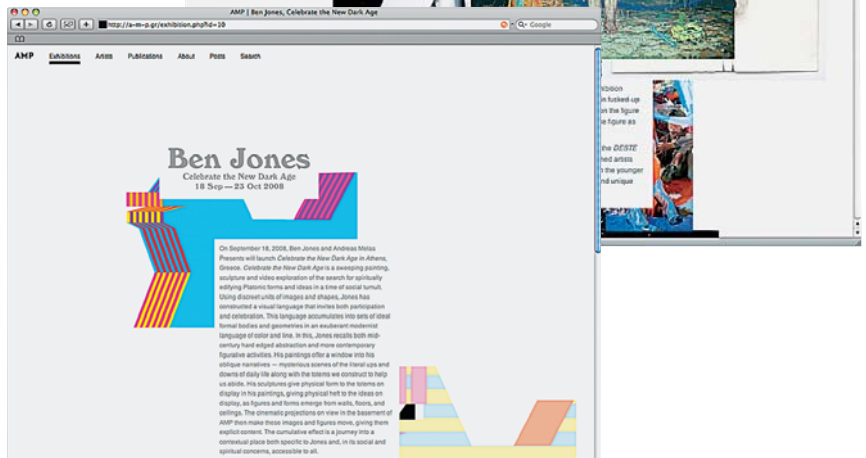 AMP | Ben Jones, Celebrate the New Dark Age
http://a-m-p.gr/exhibition.php?id=10
Google
AMP Exhibitions Artists Publications About Posts Search
Ben Jones
Celebrate the New Dark Age
18 Sep — 23 Oct 2008
On September 18, 2008, Ben Jones and Andreas Melas
Presents will launch Celebrate the New Dark Age in Athens,
Greece. Celebrate the New Dark Age is a sweeping painting,
sculpture and video exploration of the search for spiritually
edifying Platonic forms and ideas in a time of social tumult.
Using discreet units of images and shapes, Jones has
constructed a visual language that invites both participation
and celebration. This language accumulates into sets of ideal
formal bodies and geometries in an exuberant modernist
language of color and line. In this, Jones recalls both mid-
century hard edged abstraction and more contemporary
figurative activities. His paintings offer a window into his
oblique narratives — mysterious scenes of the literal ups and
downs of daily life along with the totems we construct to help
us abide. His sculptures give physical form to the totems on
display in his paintings, giving physical heft to the ideas on
display, as figures and forms emerge from walls, floors, and
ceilings. The cinematic projections on view in the basement of
AMP then make these images and figures move, giving them
explicit content. The cumulative effect is a journey into a
contextual place both specific to Jones and, in its social and
spiritual concerns, accessible to all.
n fucked-up
on the figure
figure as
the DESTE
ned artists
the younger
nd unique